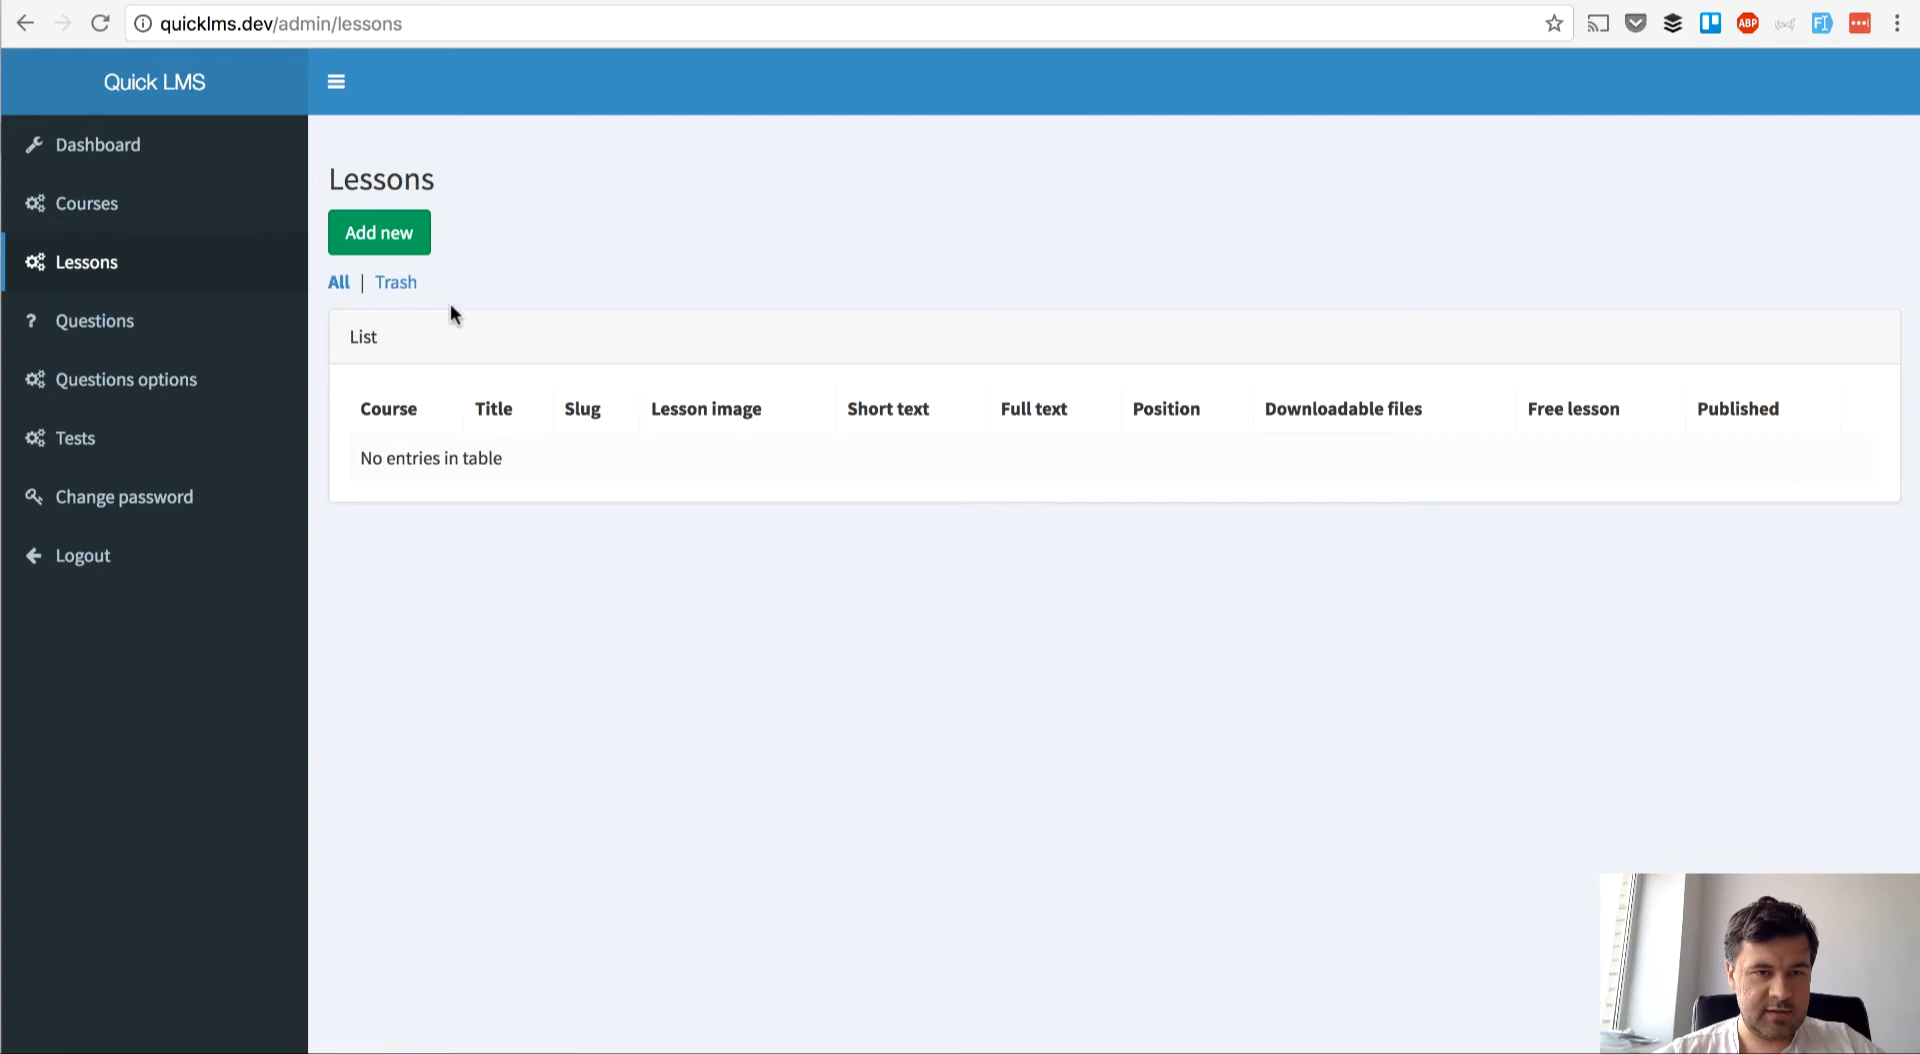 quicklms.dev/admin/lessons
ABP
Quick LMS
Dashboard
Courses
Lessons
Questions
Questions options
Tests
Change password
Logout
Lessons
Add new
All | Trash
List
Course Title Slug Lesson image Short text Full text Position Downloadable files Free lesson Published
No entries in table